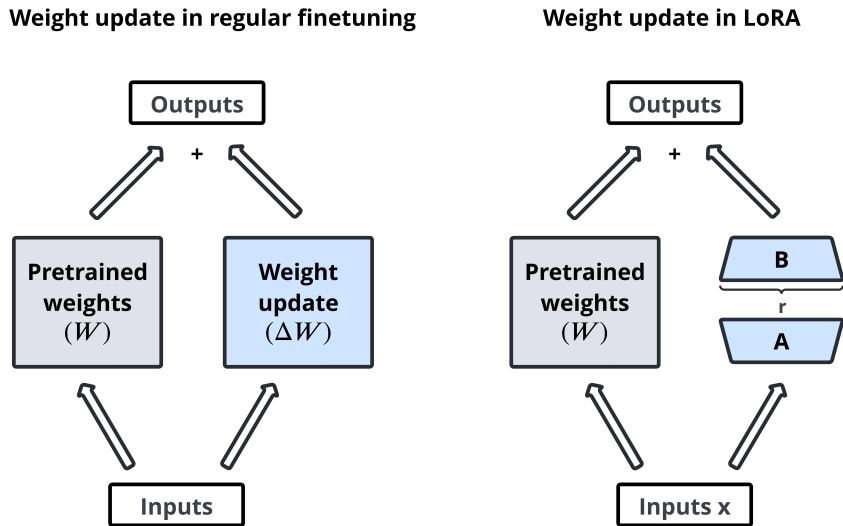 Weight update in regular finetuning
Outputs
+
Pretrained
weights
(W)
Weight
update
(ΔW)
Inputs
Weight update in LoRA
Outputs
+
Pretrained
weights
(W)
B
r
A
Inputs x